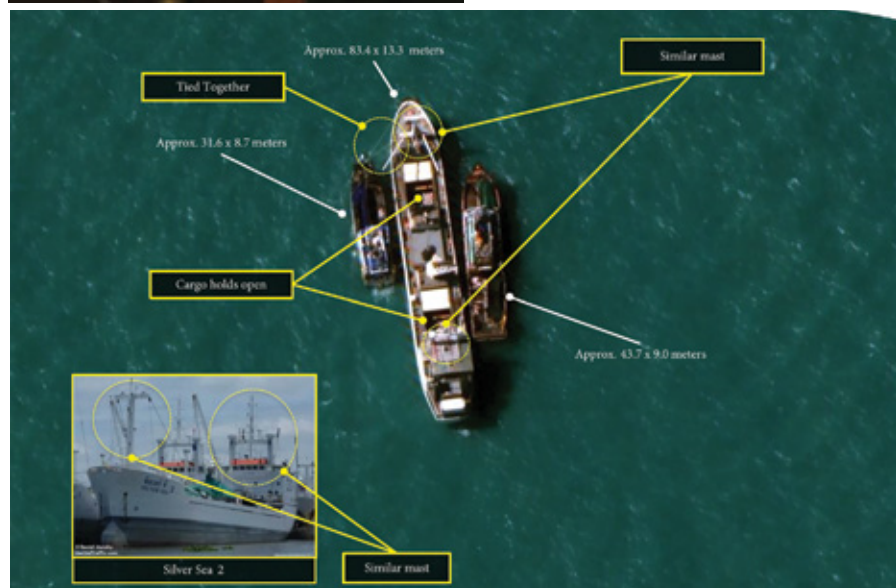 Approx. 83.4 x 13.3 meters
Similar mast
Tied Together
Approx. 31.6 x 8.7 meters
Cargo holds open
Approx. 43.7 x 9.0 meters
Silver Sea 2
Similar mast